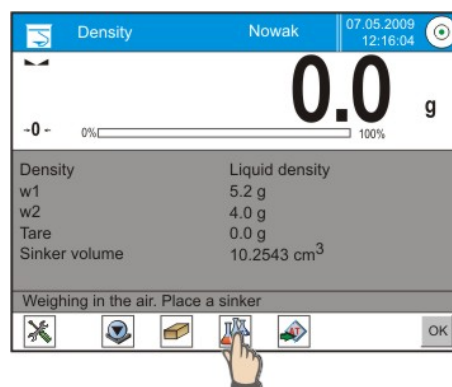 Density Nowak 07.05.2009
12:16:04
0.0 g
-0- 0% 100%
Density Liquid density
w1 5.2 g
w2 4.0 g
Tare 0.0 g
Sinker volume 10.2543 cm³
Weighing in the air. Place a sinker
OK